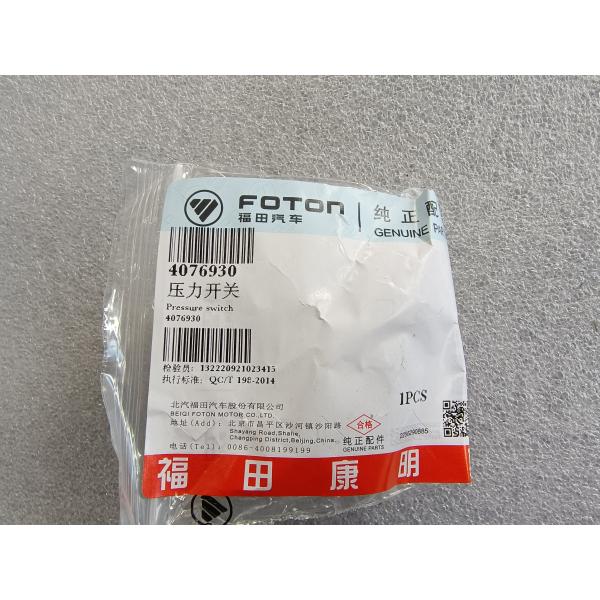 FOTON
福田汽车
纯正配
GENUINE PA
4076930
压力开关
Pressure switch
4076930
检验员: 132220921023415
执行标准: QC/T 198-2014
1PCS
北汽福田汽车股份有限公司
BEIQI FOTON MOTOR CO.,LTD.
地址(Add): 北京市昌平区沙河镇沙阳路
Shayang Road,Shahe,
Changping District,Beijing,China.
电话(Tel): 0086-4008199199
合格
纯正配件
GENUINE PARTS
福田康明